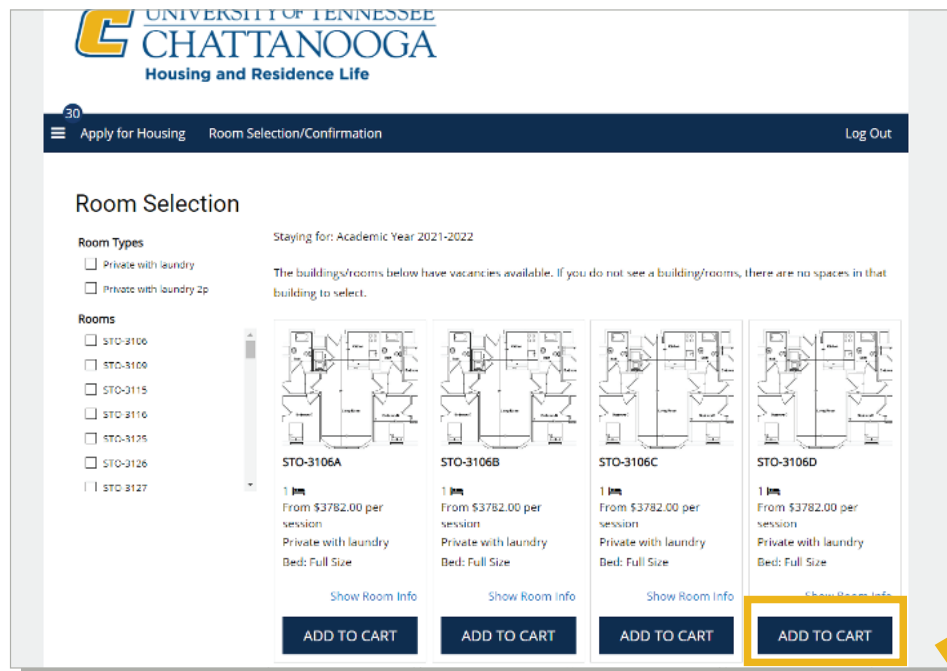 UNIVERSITY OF TENNESSEE
CHATTANOOGA
Housing and Residence Life
30
Apply for Housing Room Selection/Confirmation Log Out
Room Selection
Room Types
Private with laundry
Private with laundry 2p
Rooms
STO-3106
STO-3109
STO-3115
STO-3116
STO-3125
STO-3126
STO-3127
Staying for: Academic Year 2021-2022
The buildings/rooms below have vacancies available. If you do not see a building/rooms, there are no spaces in that
building to select.
STO-3106A
1
From $3782.00 per
session
Private with laundry
Bed: Full Size
Show Room Info
ADD TO CART
STO-3106B
1
From $3782.00 per
session
Private with laundry
Bed: Full Size
Show Room Info
ADD TO CART
STO-3106C
1
From $3782.00 per
session
Private with laundry
Bed: Full Size
Show Room Info
ADD TO CART
STO-3106D
1
From $3782.00 per
session
Private with laundry
Bed: Full Size
Show Room Info
ADD TO CART